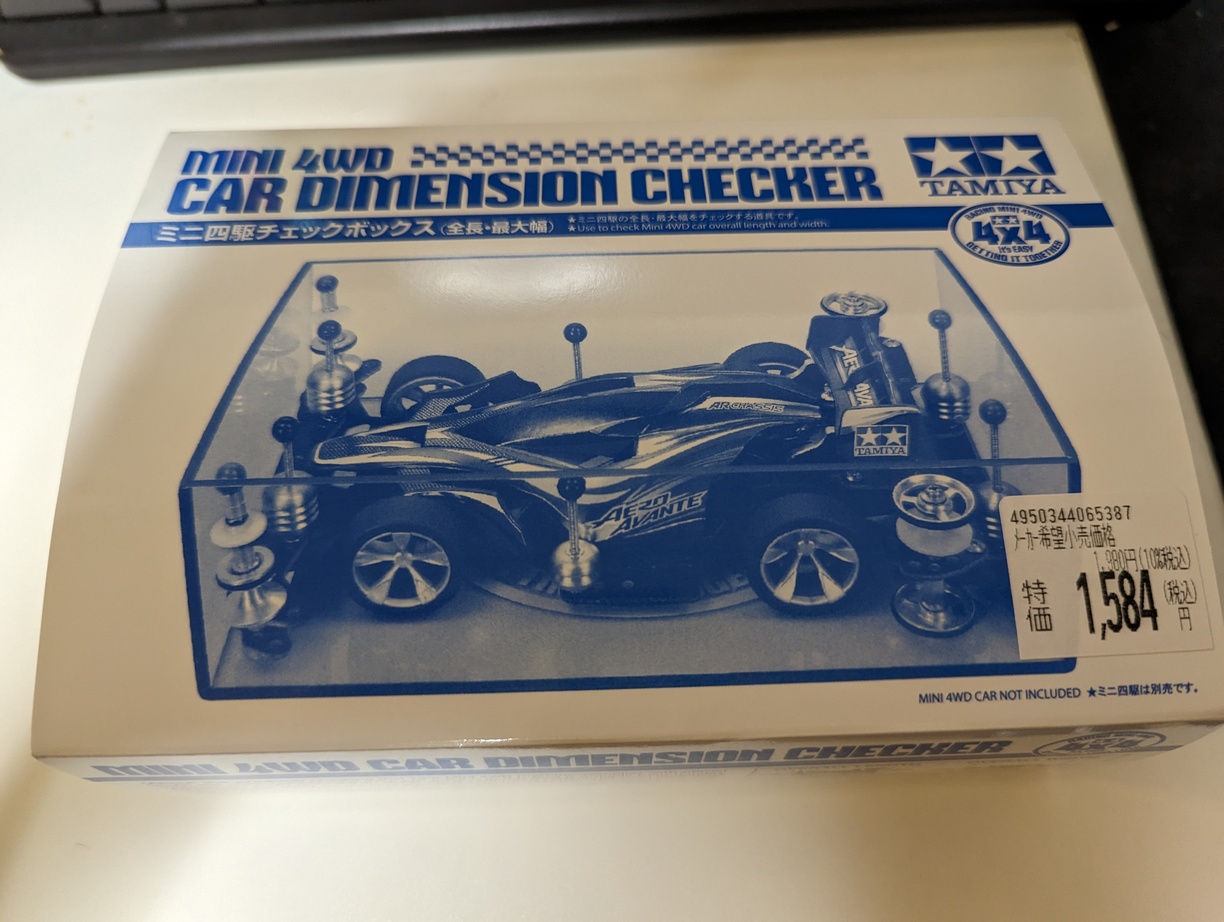 MINI 4WD
CAR DIMENSION CHECKER
TAMIYA
ミニ四駆チェックボックス(全長・最大幅)
★ミニ四駆の全長・最大幅をチェックする道具です。
★Use to check Mini 4WD car overall length and width.
RACING MINI 4WD
4x4
It's EASY
GETTING IT TOGETHER
AR CHASSIS
TAMIYA
AERO
AVANTE
4950344065387
メーカー希望小売価格
1,980円(10%税込)
特価 1,584円(税込)
MINI 4WD CAR NOT INCLUDED ★ミニ四駆は別売です。
MINI 4WD CAR DIMENSION CHECKER
4x4